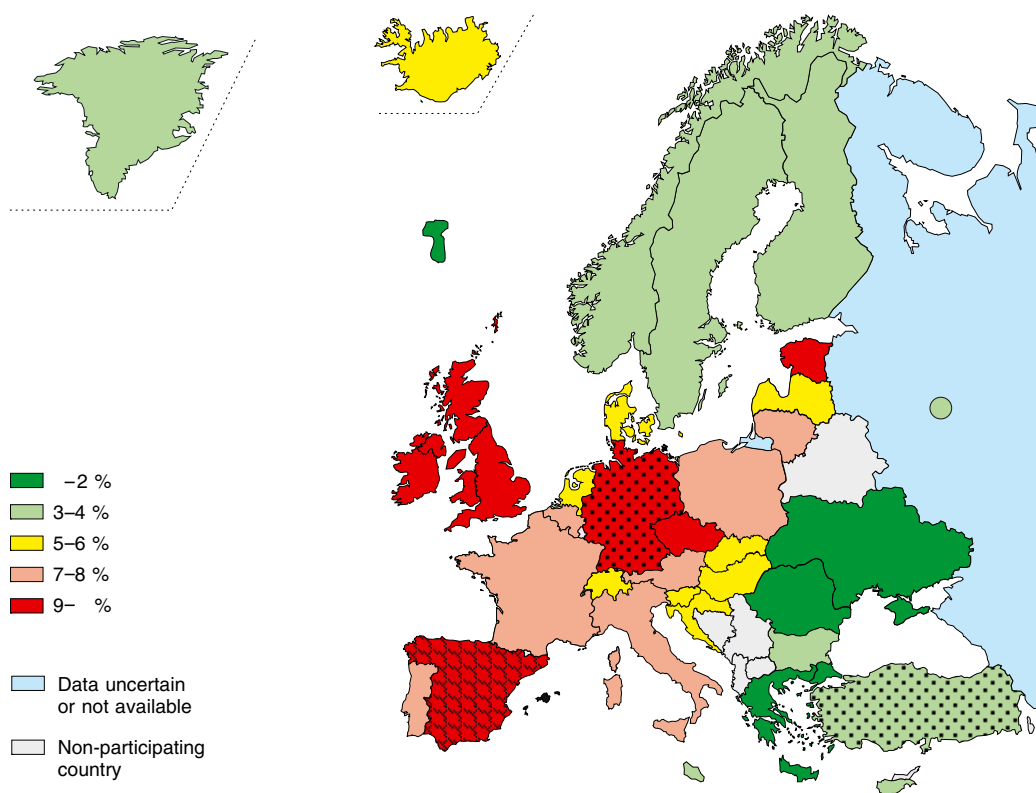 –2 %
3–4 %
5–6 %
7–8 %
9– %
Data uncertain
or not available
Non-participating
country